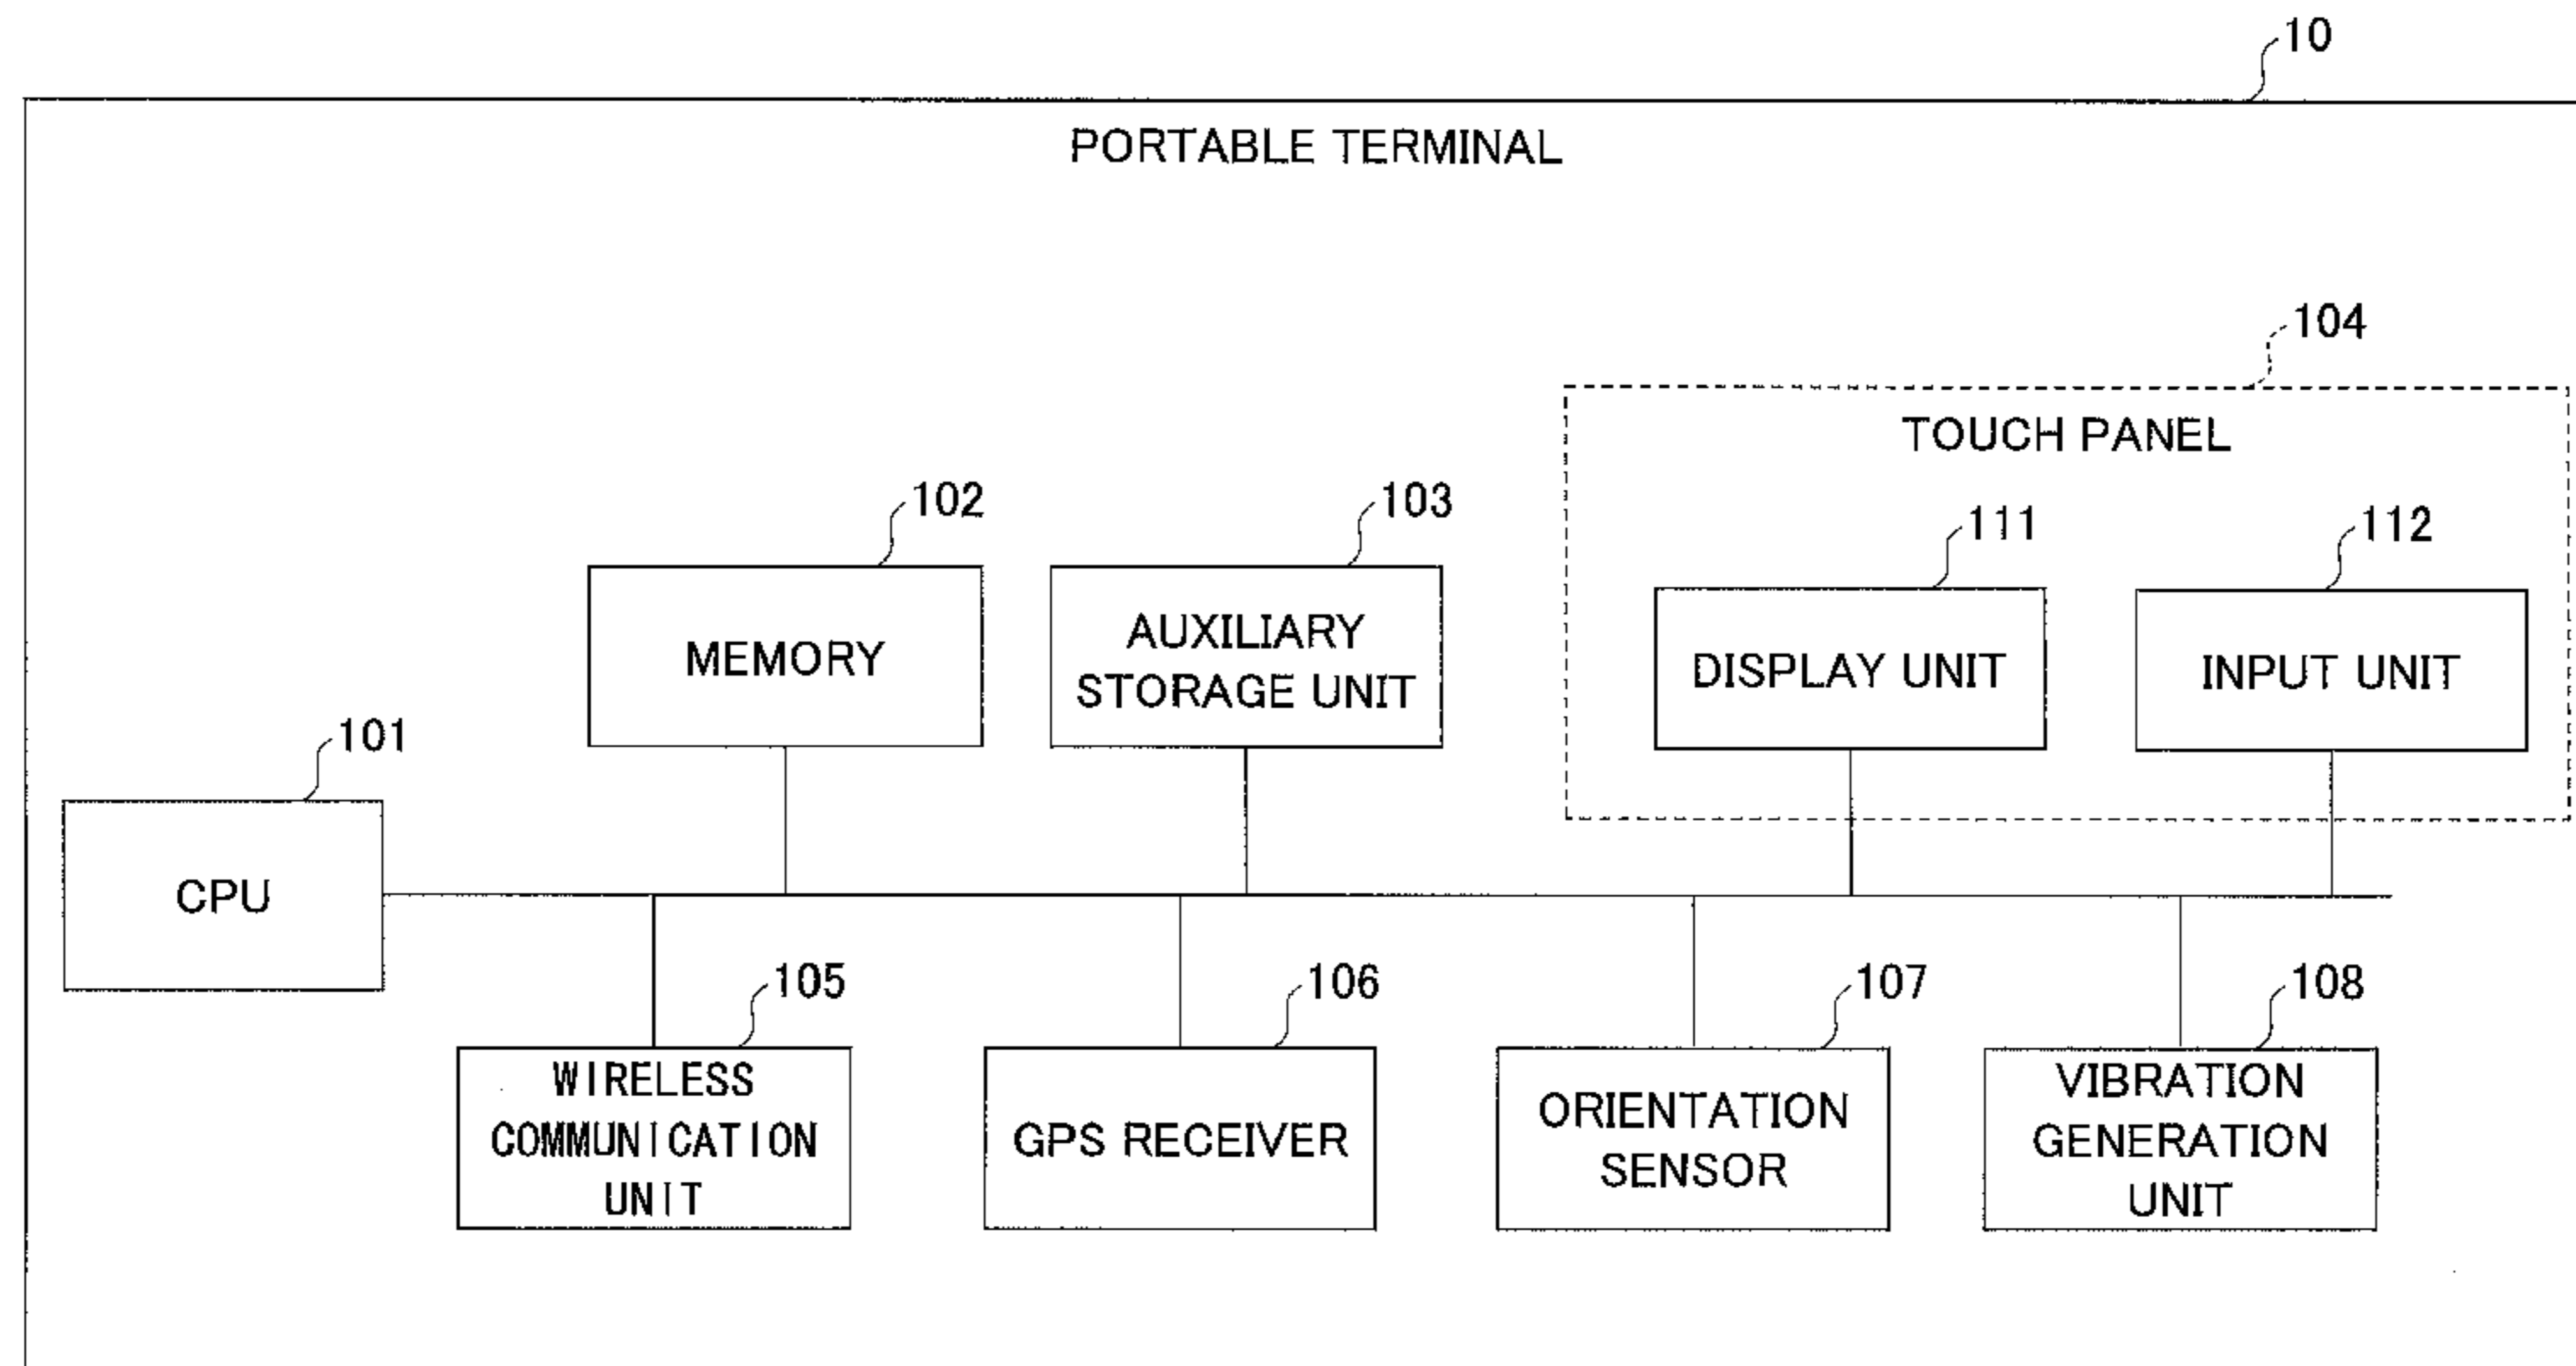 10
PORTABLE TERMINAL
104
TOUCH PANEL
102
103
111
112
MEMORY
AUXILIARY
STORAGE UNIT
DISPLAY UNIT
INPUT UNIT
101
CPU
105
106
107
108
WIRELESS
COMMUNICATION
UNIT
GPS RECEIVER
ORIENTATION
SENSOR
VIBRATION
GENERATION
UNIT